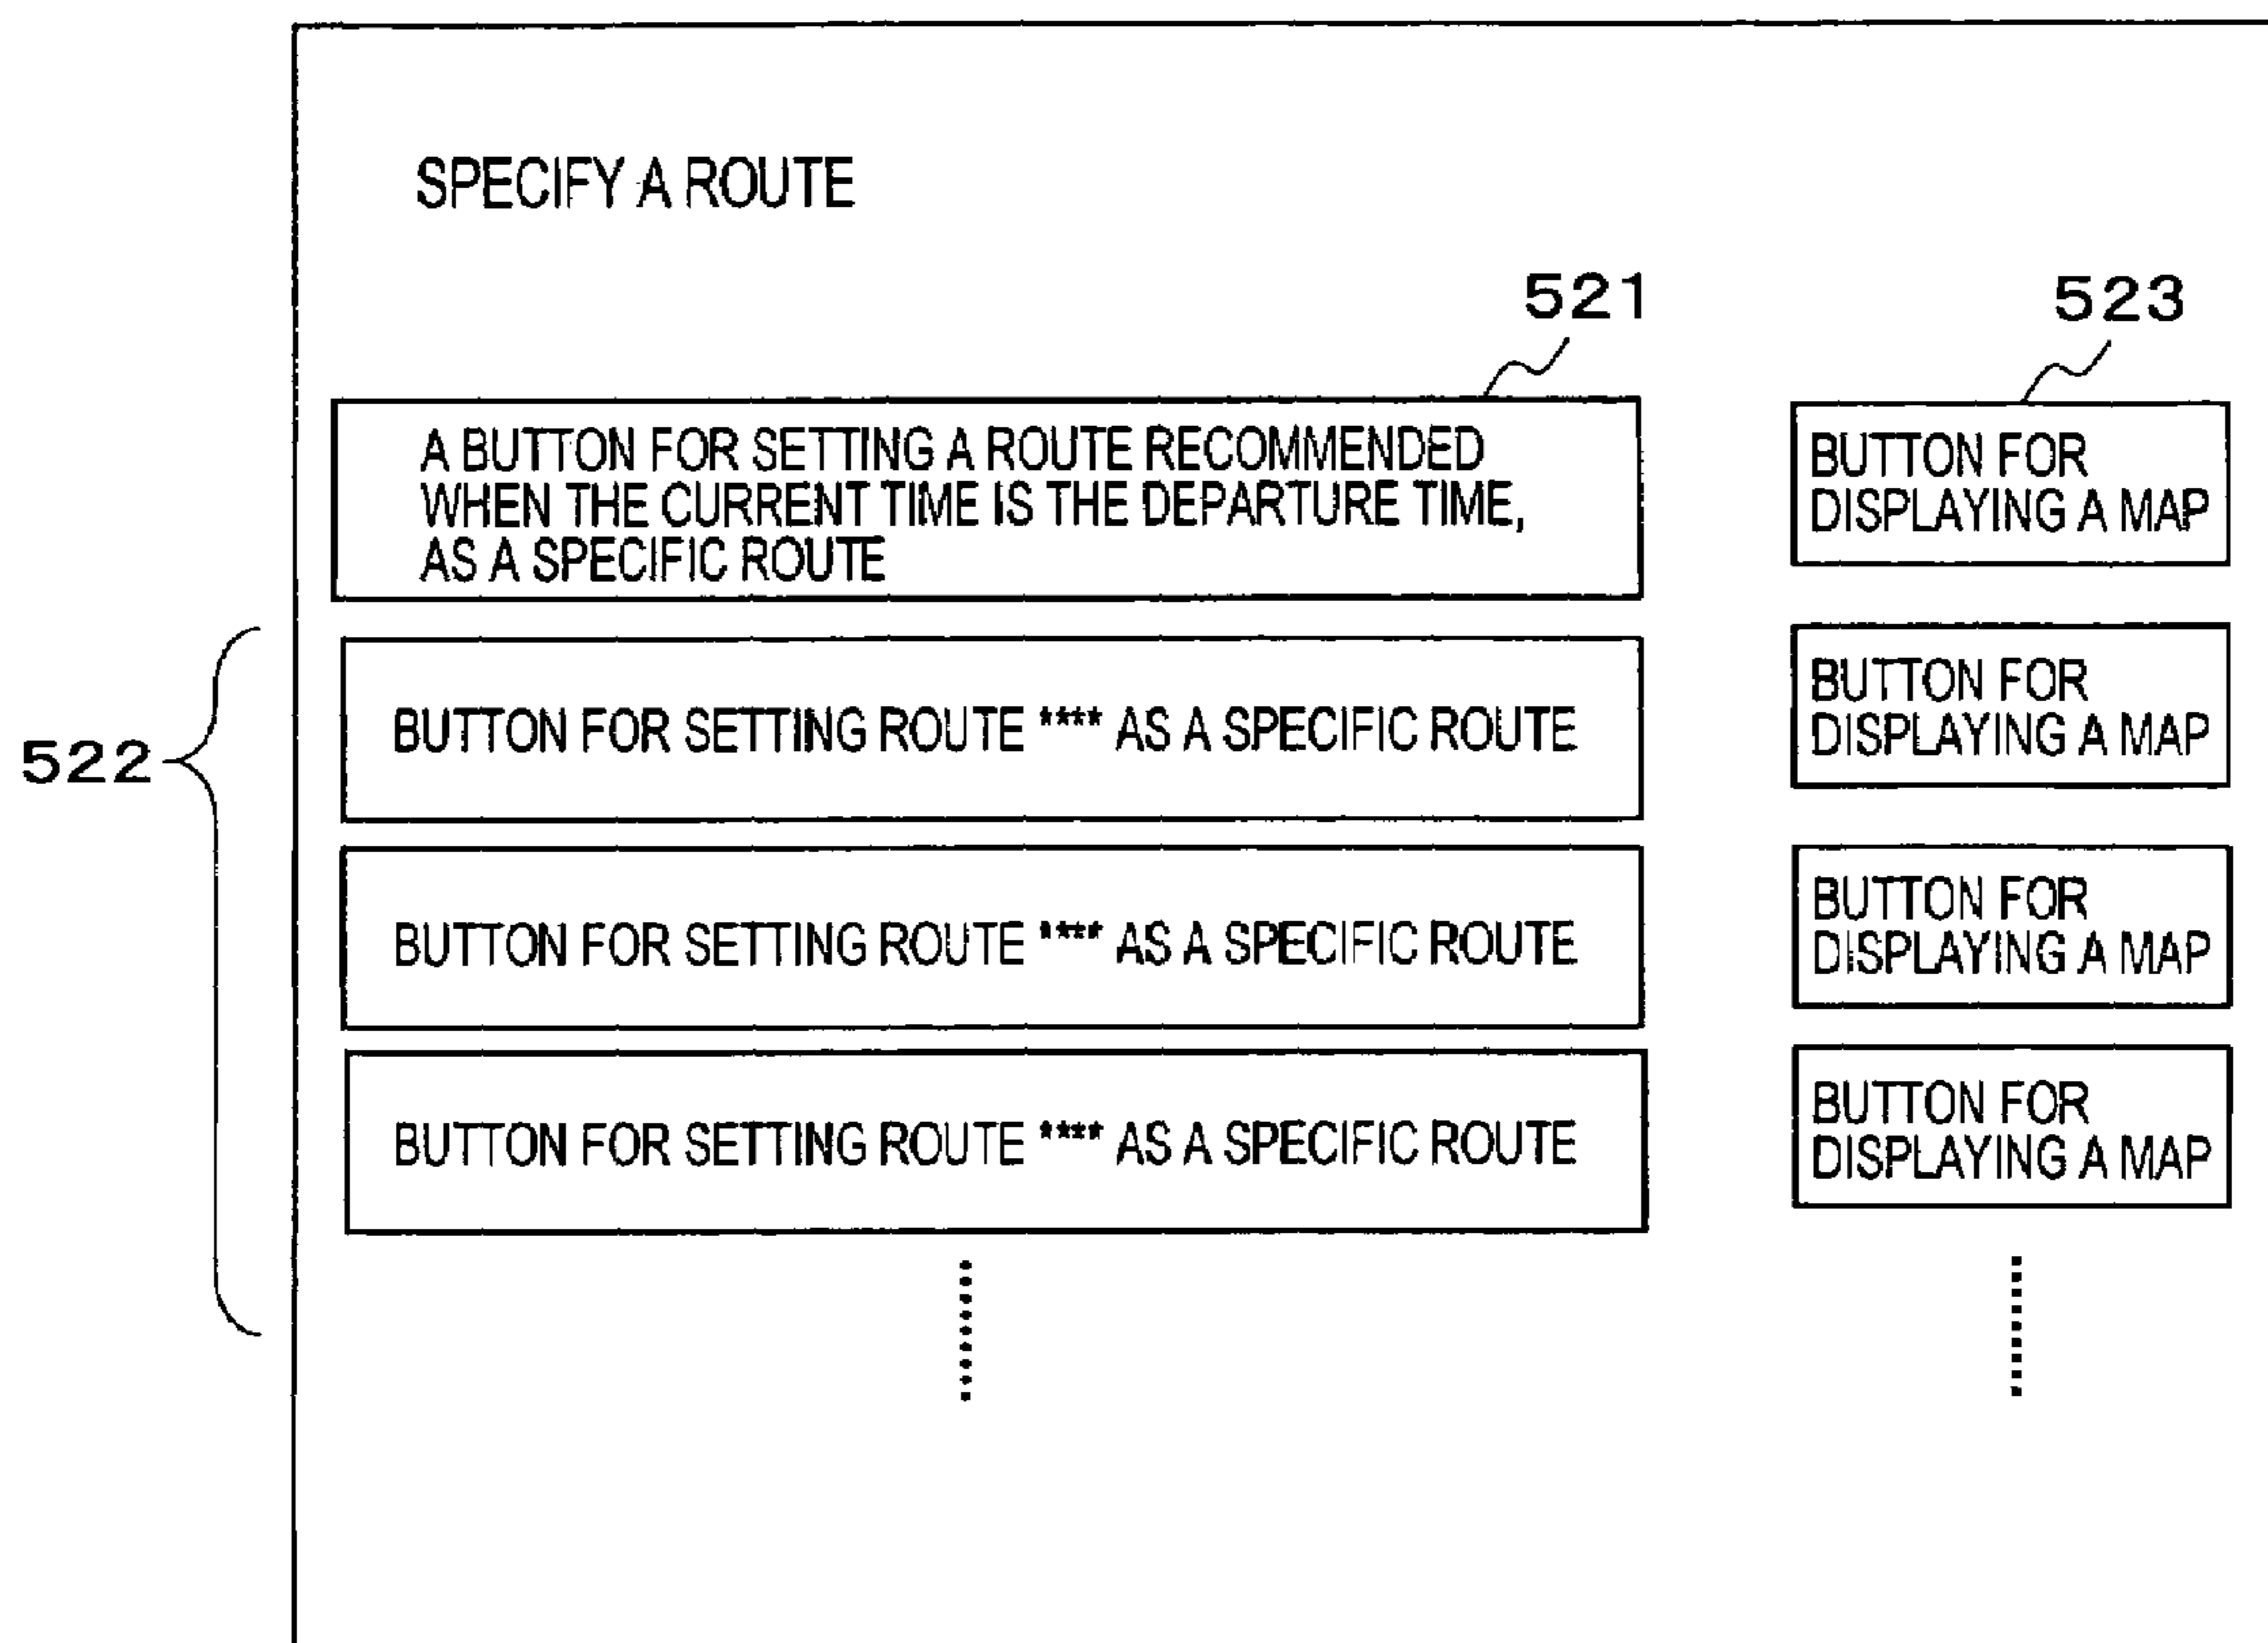 SPECIFY A ROUTE
521
523
A BUTTON FOR SETTING A ROUTE RECOMMENDED
WHEN THE CURRENT TIME IS THE DEPARTURE TIME,
AS A SPECIFIC ROUTE
BUTTON FOR
DISPLAYING A MAP
522
BUTTON FOR SETTING ROUTE **** AS A SPECIFIC ROUTE
BUTTON FOR
DISPLAYING A MAP
BUTTON FOR SETTING ROUTE **** AS A SPECIFIC ROUTE
BUTTON FOR
DISPLAYING A MAP
BUTTON FOR SETTING ROUTE **** AS A SPECIFIC ROUTE
BUTTON FOR
DISPLAYING A MAP